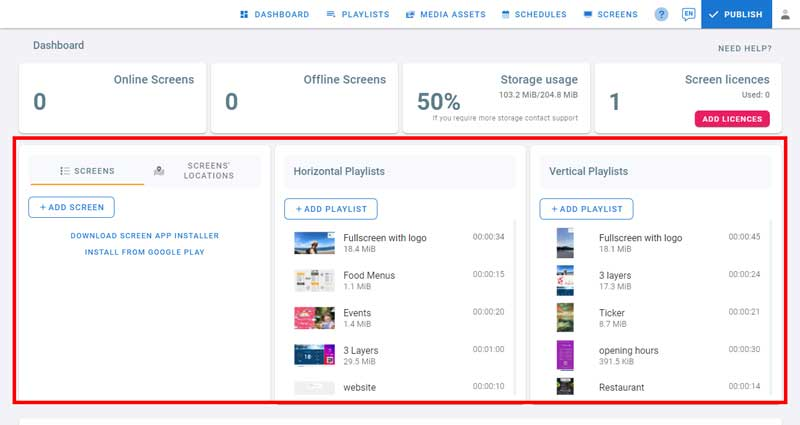 DASHBOARD PLAYLISTS MEDIA ASSETS SCHEDULES SCREENS ? EN PUBLISH
Dashboard
NEED HELP?
Online Screens
0
Offline Screens
0
Storage usage
50%
103.2 MiB/204.8 MiB
If you require more storage contact support
Screen licences
1
Used: 0
ADD LICENCES
SCREENS
SCREENS'
LOCATIONS
+ ADD SCREEN
DOWNLOAD SCREEN APP INSTALLER
INSTALL FROM GOOGLE PLAY
Horizontal Playlists
+ ADD PLAYLIST
Fullscreen with logo 00:00:34
18.4 MiB
Food Menus 00:00:15
1.1 MiB
Events 00:00:20
1.4 MiB
3 Layers 00:01:00
29.5 MiB
website 00:00:10
Vertical Playlists
+ ADD PLAYLIST
Fullscreen with logo 00:00:45
18.1 MiB
3 layers 00:00:24
17.3 MiB
Ticker 00:00:21
8.7 MiB
opening hours 00:00:30
391.5 KiB
Restaurant 00:00:14